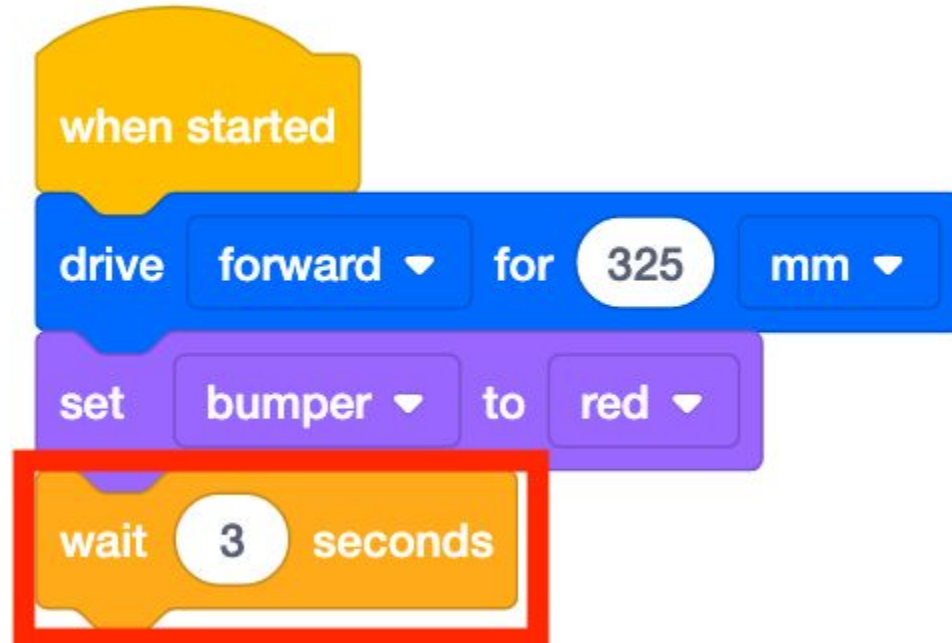 when started
drive forward for 325 mm
set bumper to red
wait 3 seconds